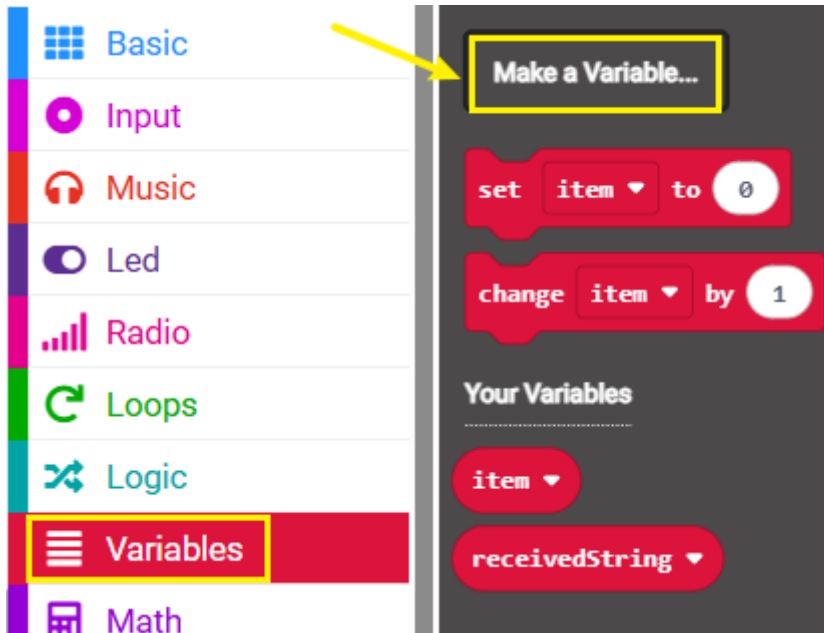 Basic
Input
Music
Led
Radio
Loops
Logic
Variables
Math
Make a Variable...
set item to 0
change item by 1
Your Variables
item
receivedString